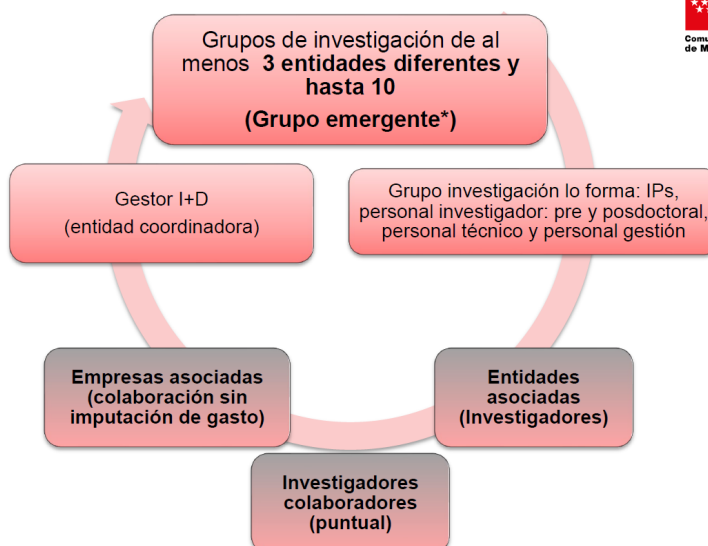 Grupos de investigación de al
menos 3 entidades diferentes y
hasta 10
(Grupo emergente*)
Comu
de M
Grupo investigación lo forma: IPs,
personal investigador: pre y posdoctoral,
personal técnico y personal gestión
Entidades
asociadas
(Investigadores)
Investigadores
colaboradores
(puntual)
Empresas asociadas
(colaboración sin
imputación de gasto)
Gestor I+D
(entidad coordinadora)